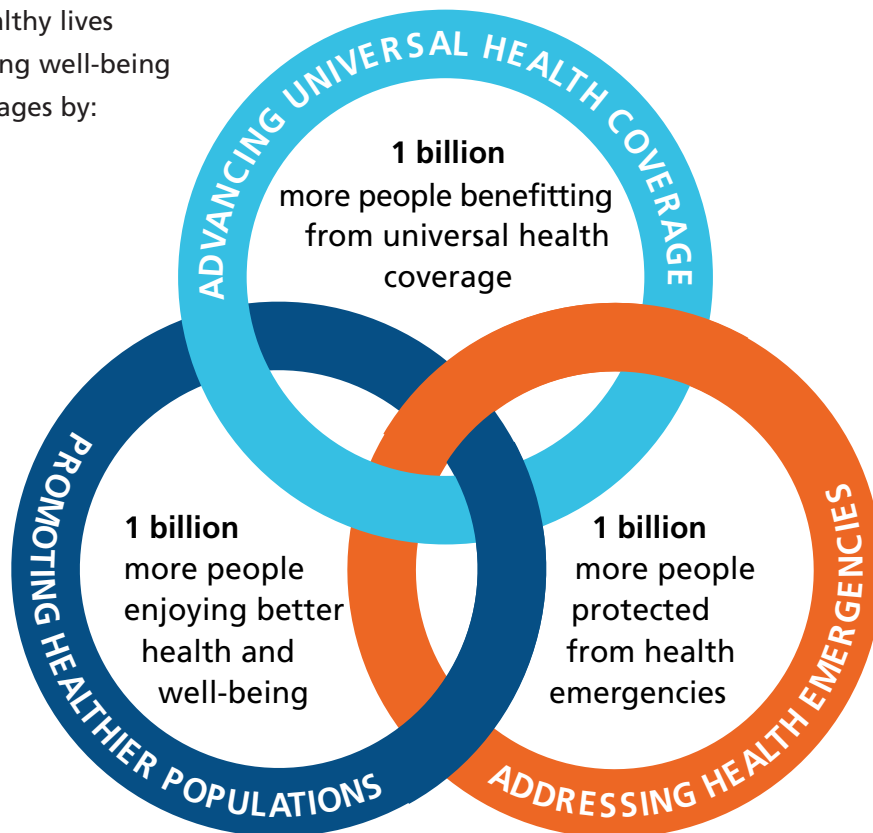 althy lives
ng well-being
ages by:
ADVANCING UNIVERSAL HEALTH COVERAGE
1 billion
more people benefitting
from universal health
coverage
PROMOTING HEALTHIER POPULATIONS
1 billion
more people
enjoying better
health and
well-being
ADDRESSING HEALTH EMERGENCIES
1 billion
more people
protected
from health
emergencies